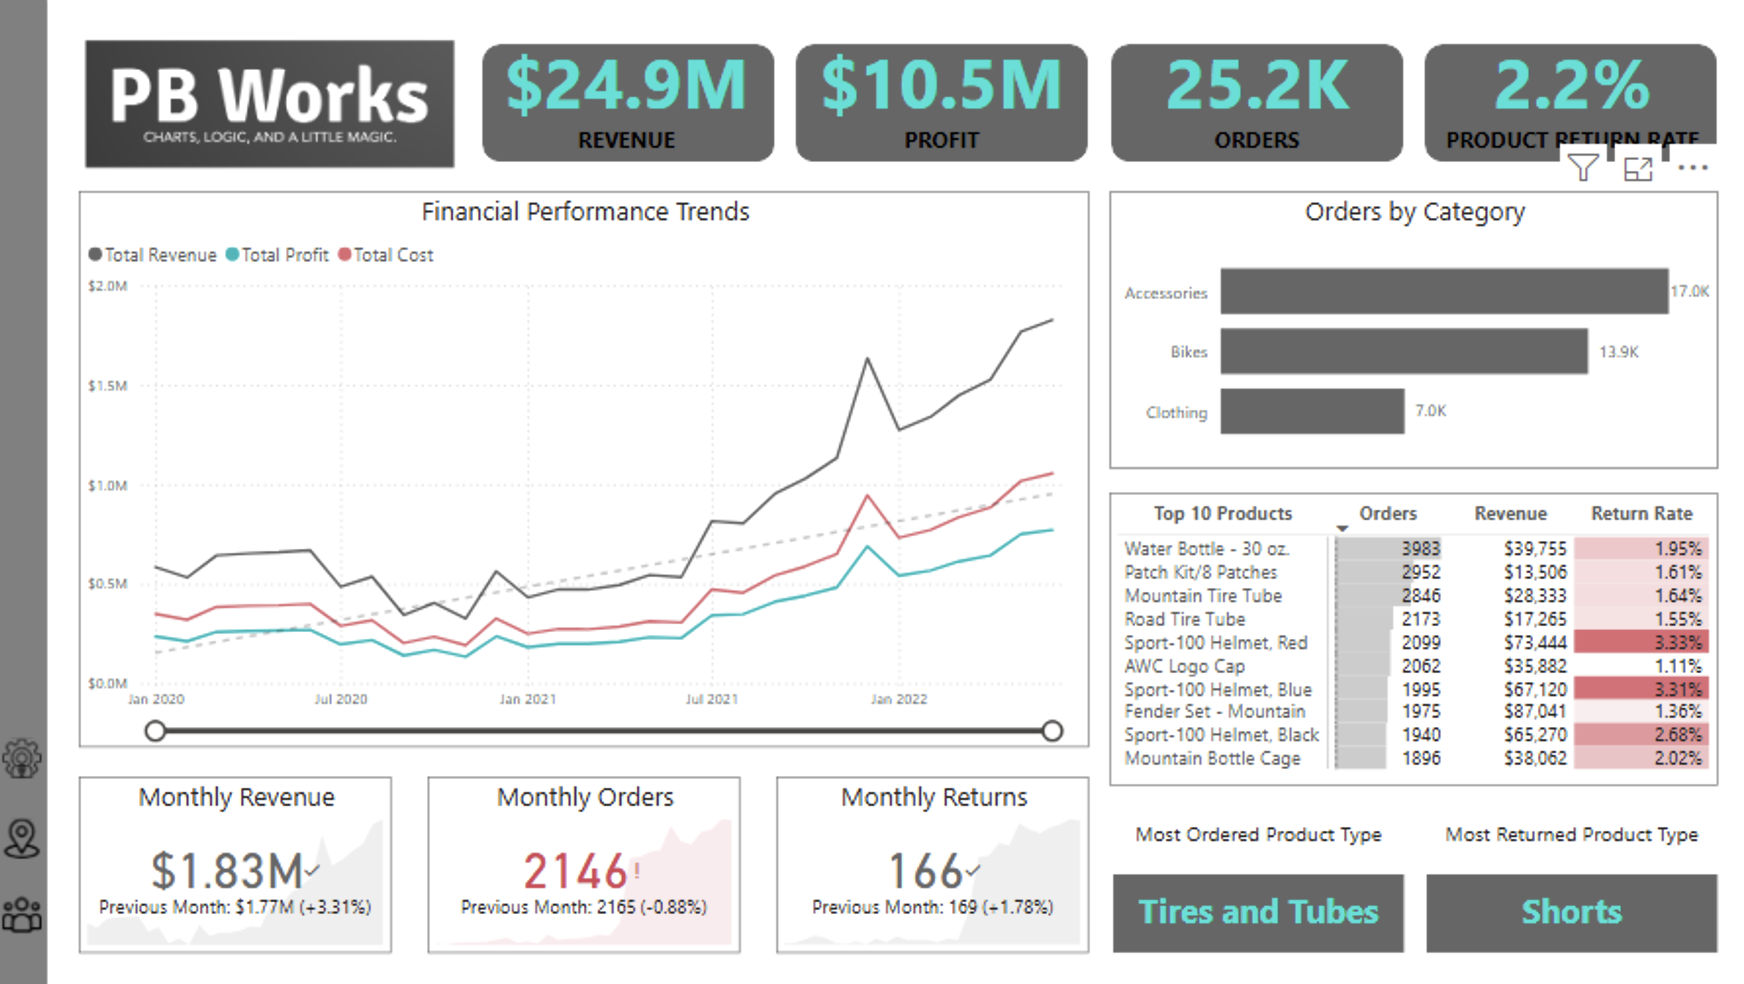 PB Works
CHARTS, LOGIC, AND A LITTLE MAGIC.
$24.9M
REVENUE
$10.5M
PROFIT
25.2K
ORDERS
2.2%
PRODUCT RETURN RATE
Financial Performance Trends
Total Revenue Total Profit Total Cost
$2.0M
$1.5M
$1.0M
$0.5M
$0.0M
Jan 2020 Jul 2020 Jan 2021 Jul 2021 Jan 2022
Orders by Category
Accessories 17.0K
Bikes 13.9K
Clothing 7.0K
Top 10 Products Orders Revenue Return Rate
Water Bottle - 30 oz. 3983 $39,755 1.95%
Patch Kit/8 Patches 2952 $13,506 1.61%
Mountain Tire Tube 2846 $28,333 1.64%
Road Tire Tube 2173 $17,265 1.55%
Sport-100 Helmet, Red 2099 $73,444 3.33%
AWC Logo Cap 2062 $35,882 1.11%
Sport-100 Helmet, Blue 1995 $67,120 3.31%
Fender Set - Mountain 1975 $87,041 1.36%
Sport-100 Helmet, Black 1940 $65,270 2.68%
Mountain Bottle Cage 1896 $38,062 2.02%
Monthly Revenue
$1.83M
Previous Month: $1.77M (+3.31%)
Monthly Orders
2146!
Previous Month: 2165 (-0.88%)
Monthly Returns
166
Previous Month: 169 (+1.78%)
Most Ordered Product Type
Tires and Tubes
Most Returned Product Type
Shorts